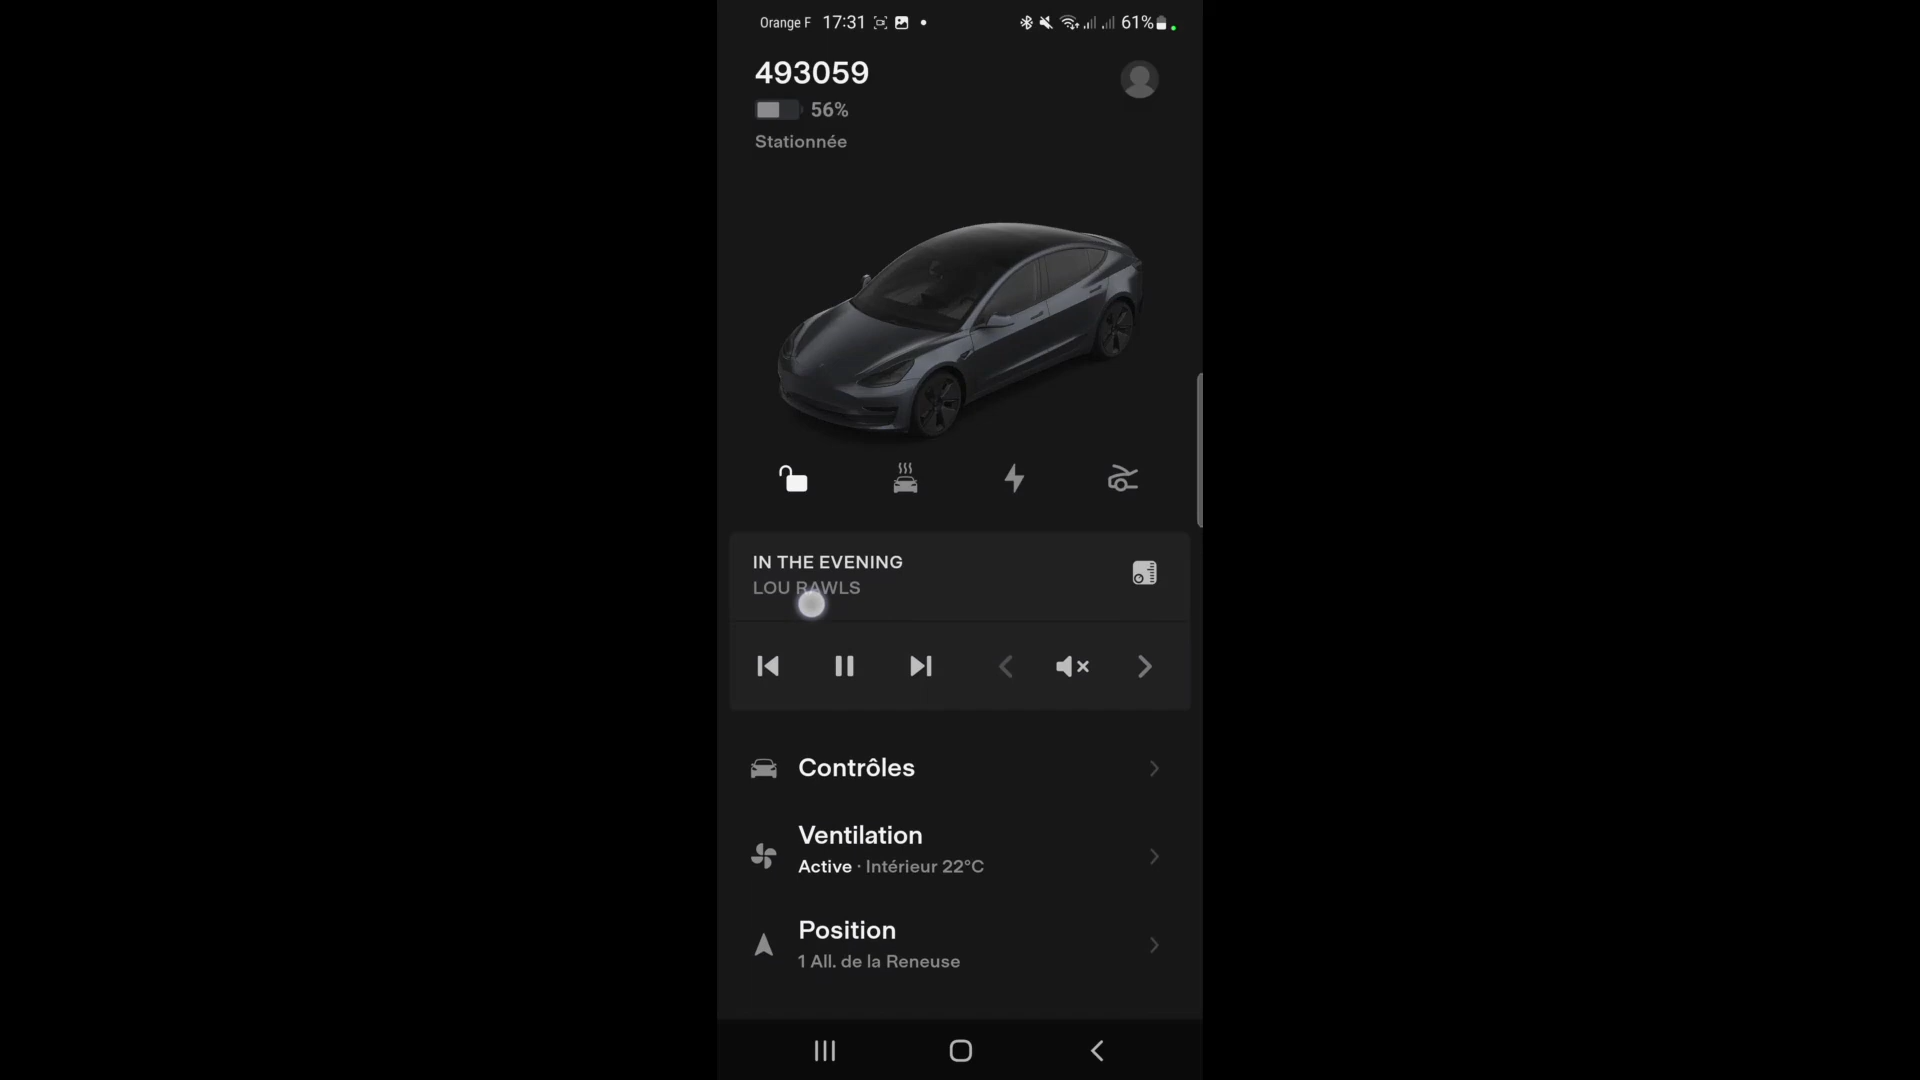 Orange F 17:31 61%
493059
56%
Stationnée
IN THE EVENING
LOU RAWLS
Contrôles
Ventilation
Active · Intérieur 22°C
Position
1 All. de la Reneuse